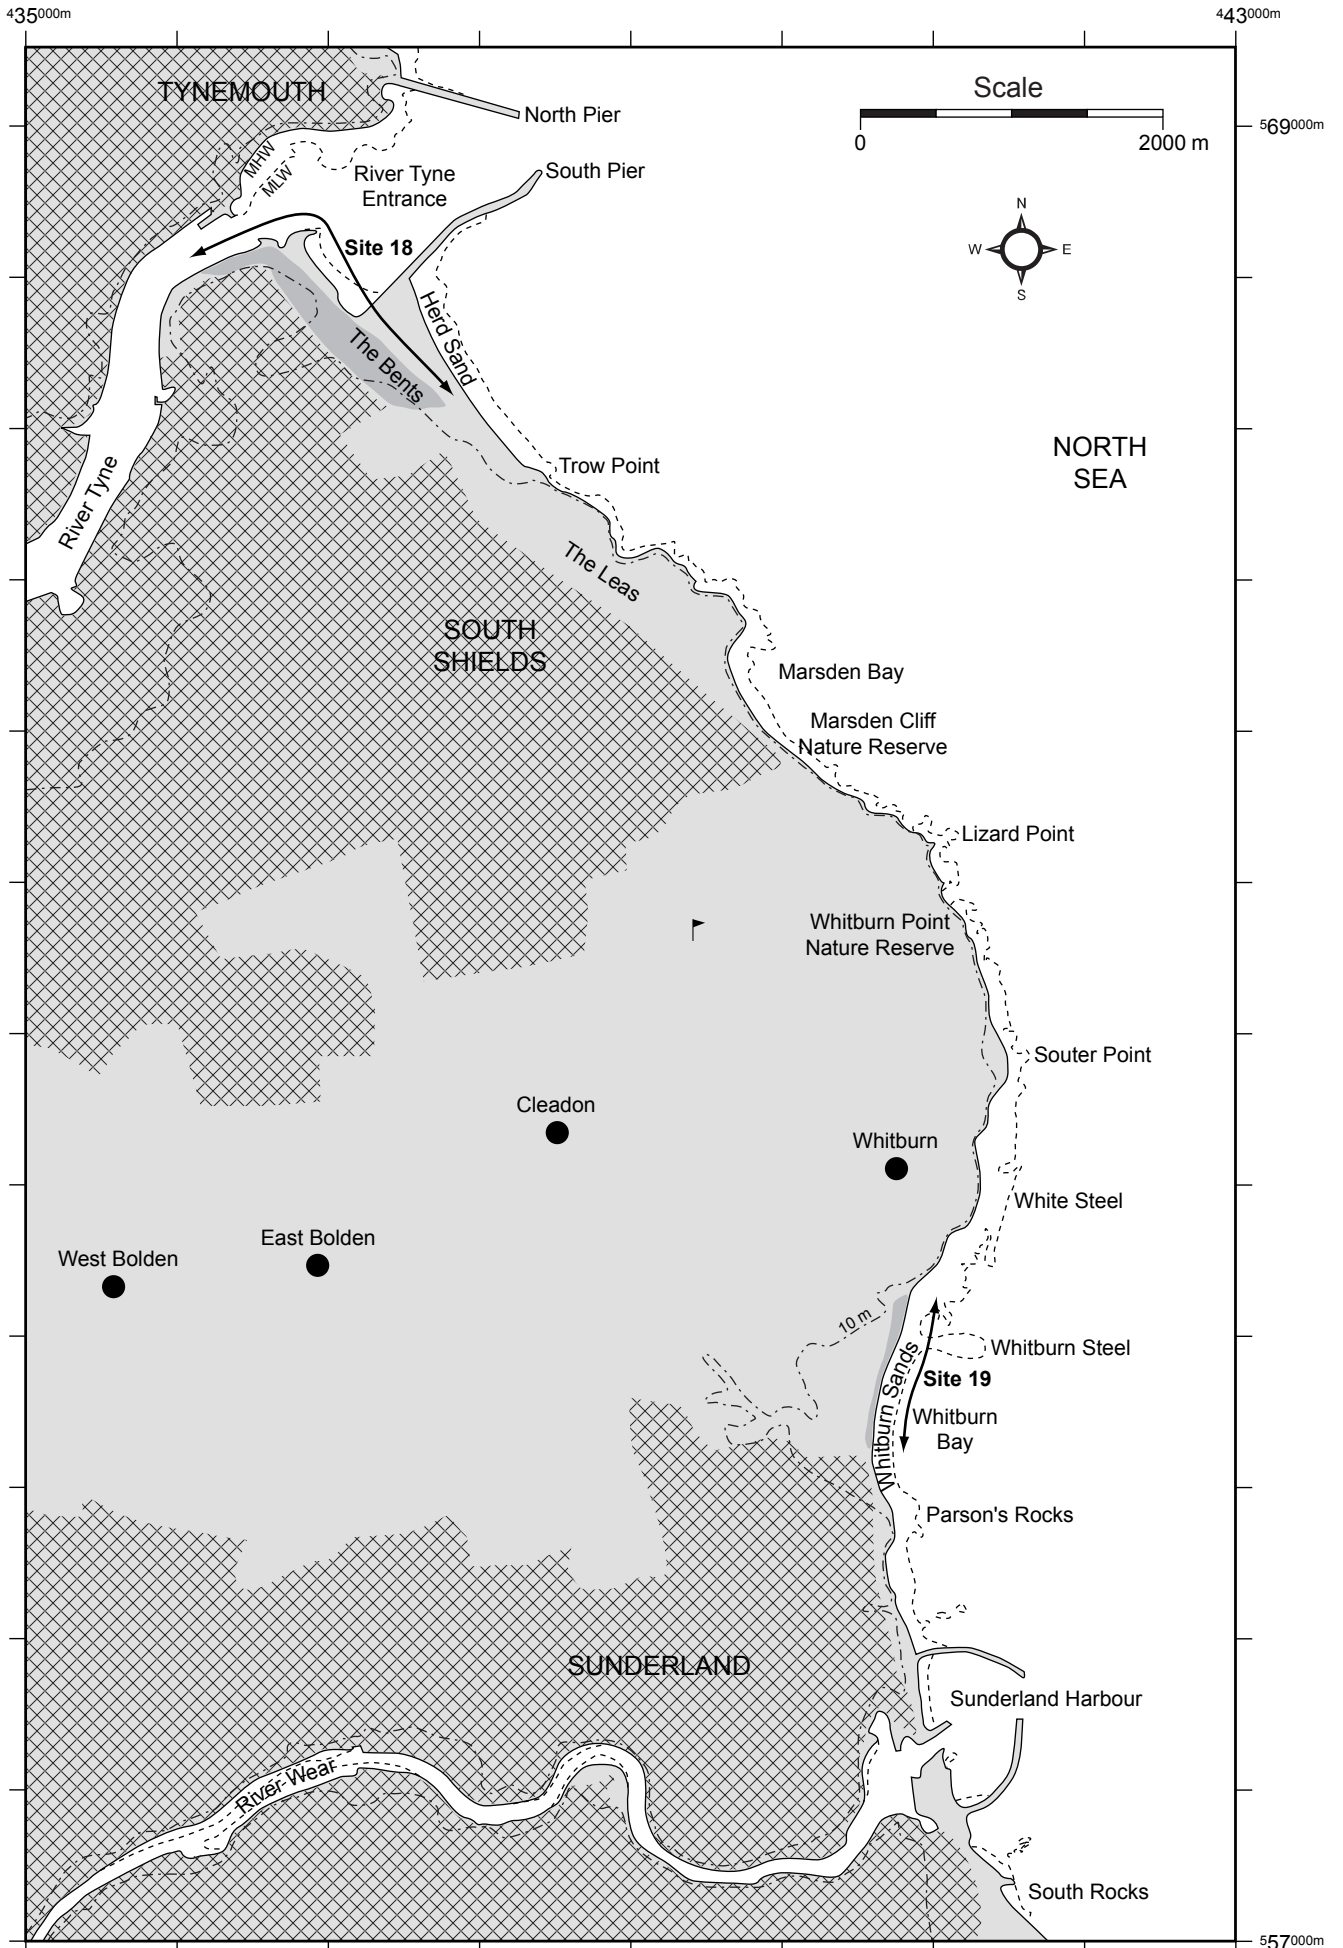 435000m
443000m
TYNEMOUTH
Scale
North Pier
569000m
0
2000 m
MHW
MLW
River Tyne
Entrance
South Pier
N
W
E
S
Site 18
Herd Sand
The Bents
NORTH
SEA
Trow Point
River Tyne
The Leas
SOUTH
SHIELDS
Marsden Bay
Marsden Cliff
Nature Reserve
Lizard Point
Whitburn Point
Nature Reserve
Souter Point
Cleadon
Whitburn
White Steel
East Bolden
West Bolden
10 m
Whitburn Steel
Whitburn Sands
Site 19
Whitburn
Bay
Parson's Rocks
SUNDERLAND
Sunderland Harbour
River Wear
South Rocks
557000m